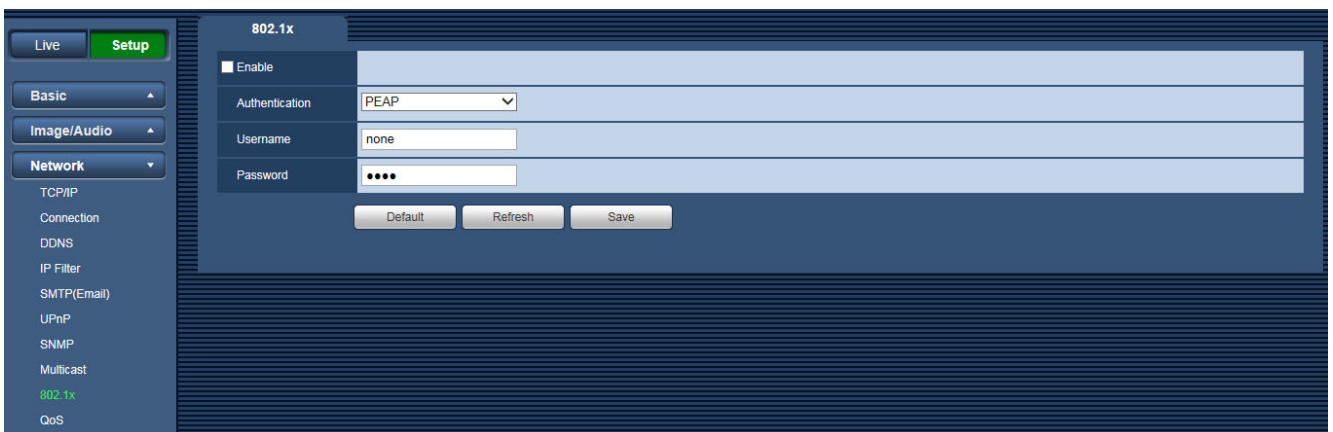 Live
Setup
Basic
Image/Audio
Network
TCP/IP
Connection
DDNS
IP Filter
SMTP(Email)
UPnP
SNMP
Multicast
802.1x
QoS
802.1x
Enable
Authentication PEAP
Username none
Password ••••
Default Refresh Save